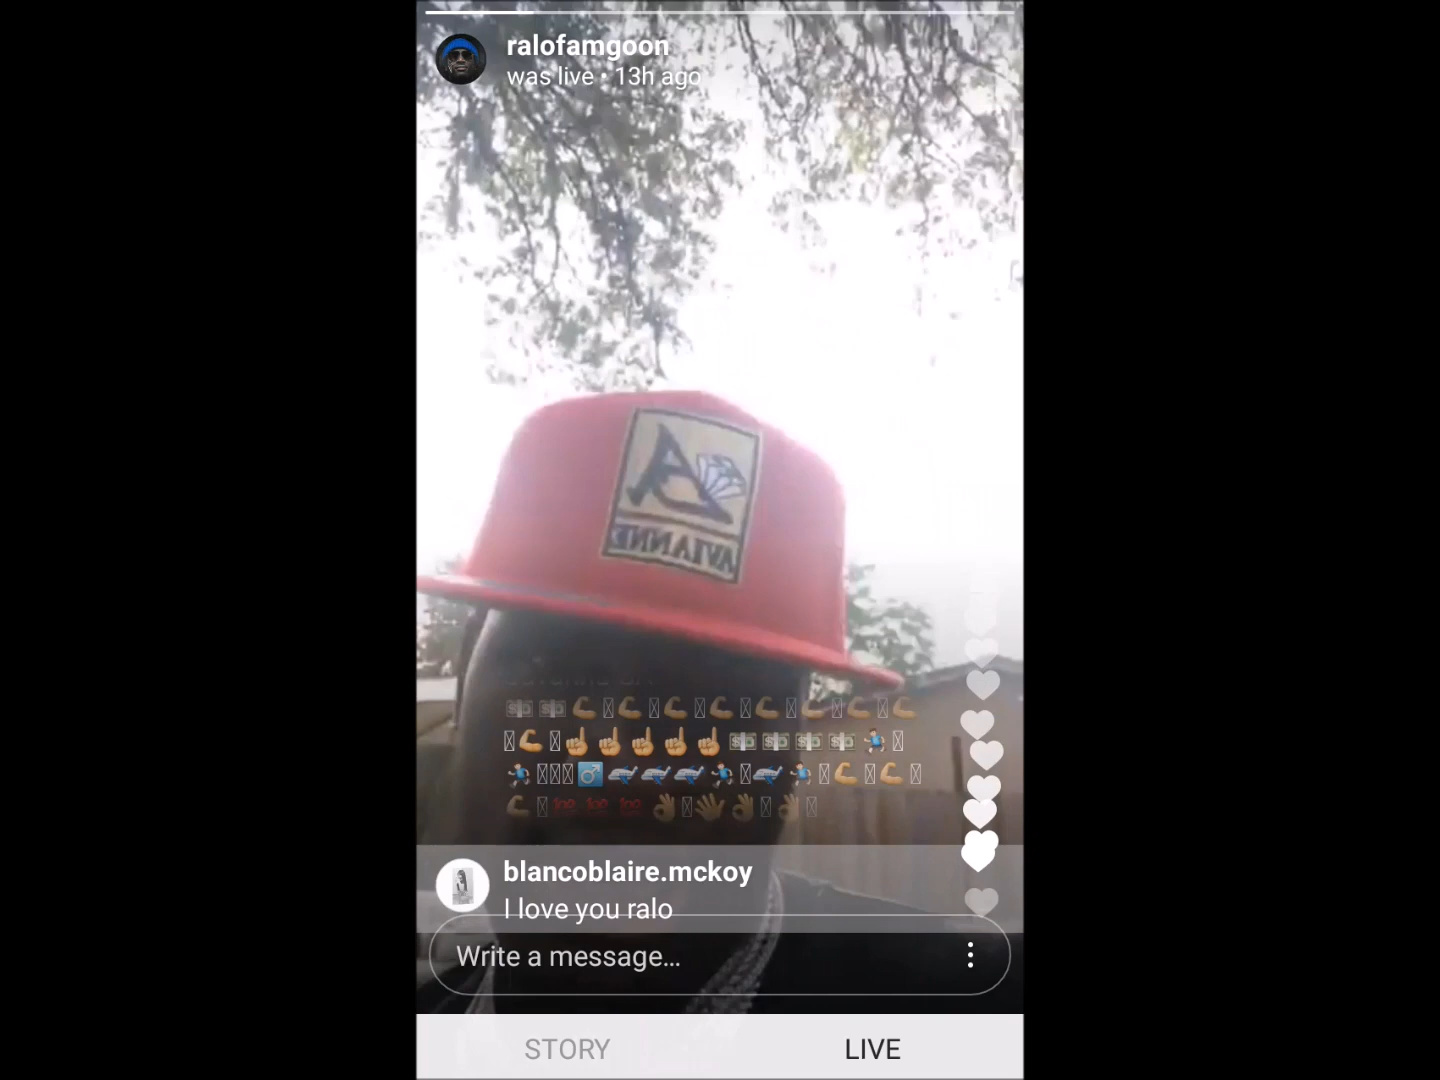 ralofamgoon
was live • 13h ago
A
AVIANNE
blancoblaire.mckoy
I love you ralo
Write a message...
STORY
LIVE